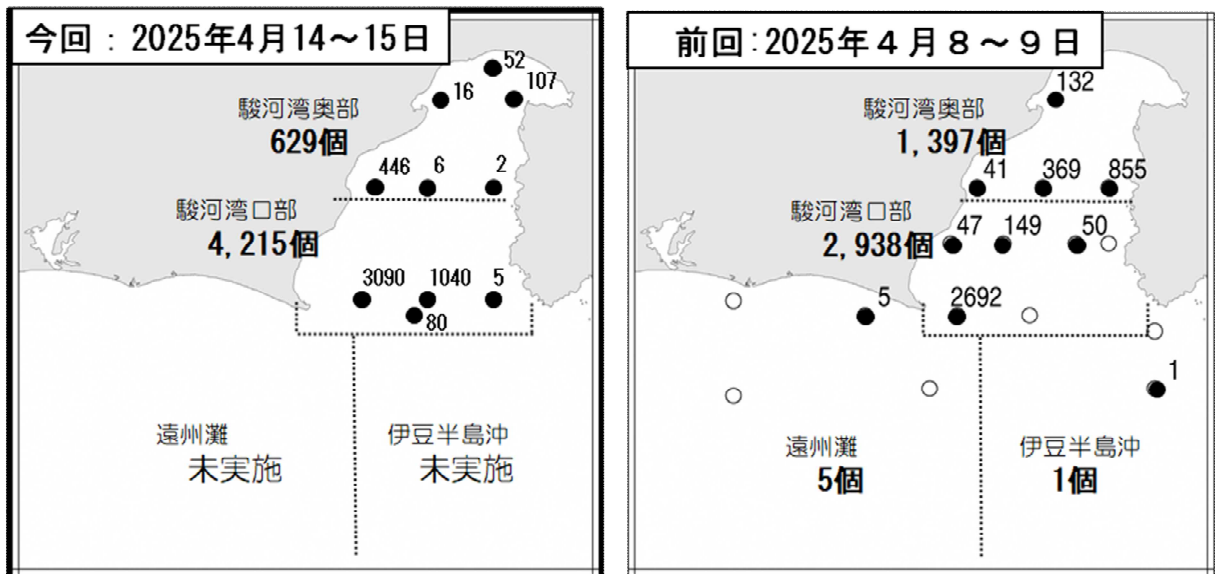 今回：2025年4月14～15日
52
16
107
駿河湾奥部
629個
446
6
2
駿河湾口部
4,215個
3090
1040
5
80
遠州灘
未実施
伊豆半島沖
未実施
前回:2025年４月８～９日
132
駿河湾奥部
1,397個
41
369
855
駿河湾口部
2,938個
47
149
50
5
2692
1
遠州灘
5個
伊豆半島沖
1個